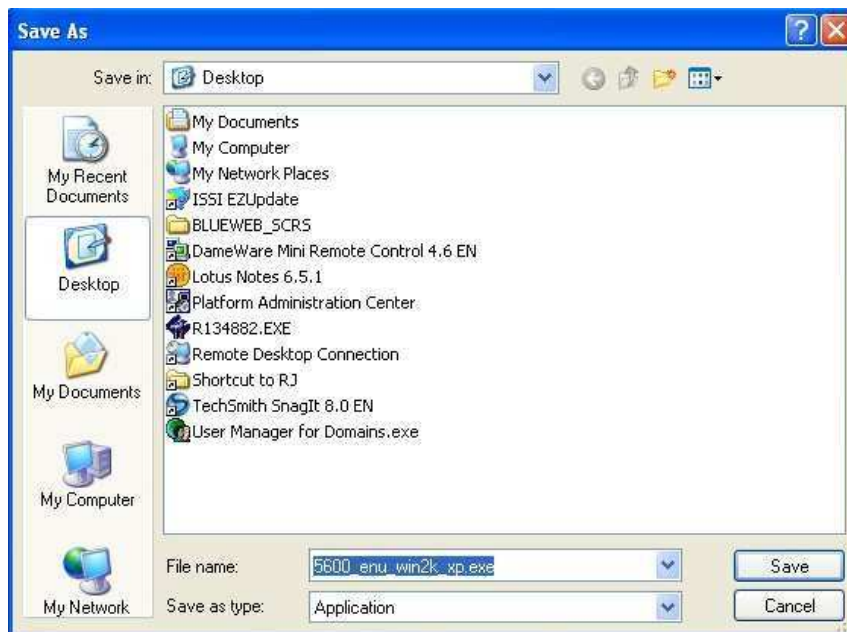 Save As
Save in:
Desktop
My Recent
Documents
Desktop
My Documents
My Computer
My Network
My Documents
My Computer
My Network Places
ISSI EZUpdate
BLUEWEB_SCRS
DameWare Mini Remote Control 4.6 EN
Lotus Notes 6.5.1
Platform Administration Center
R134882.EXE
Remote Desktop Connection
Shortcut to RJ
TechSmith SnagIt 8.0 EN
User Manager for Domains.exe
File name:
5600_enu_win2k_xp.exe
Save
Save as type:
Application
Cancel